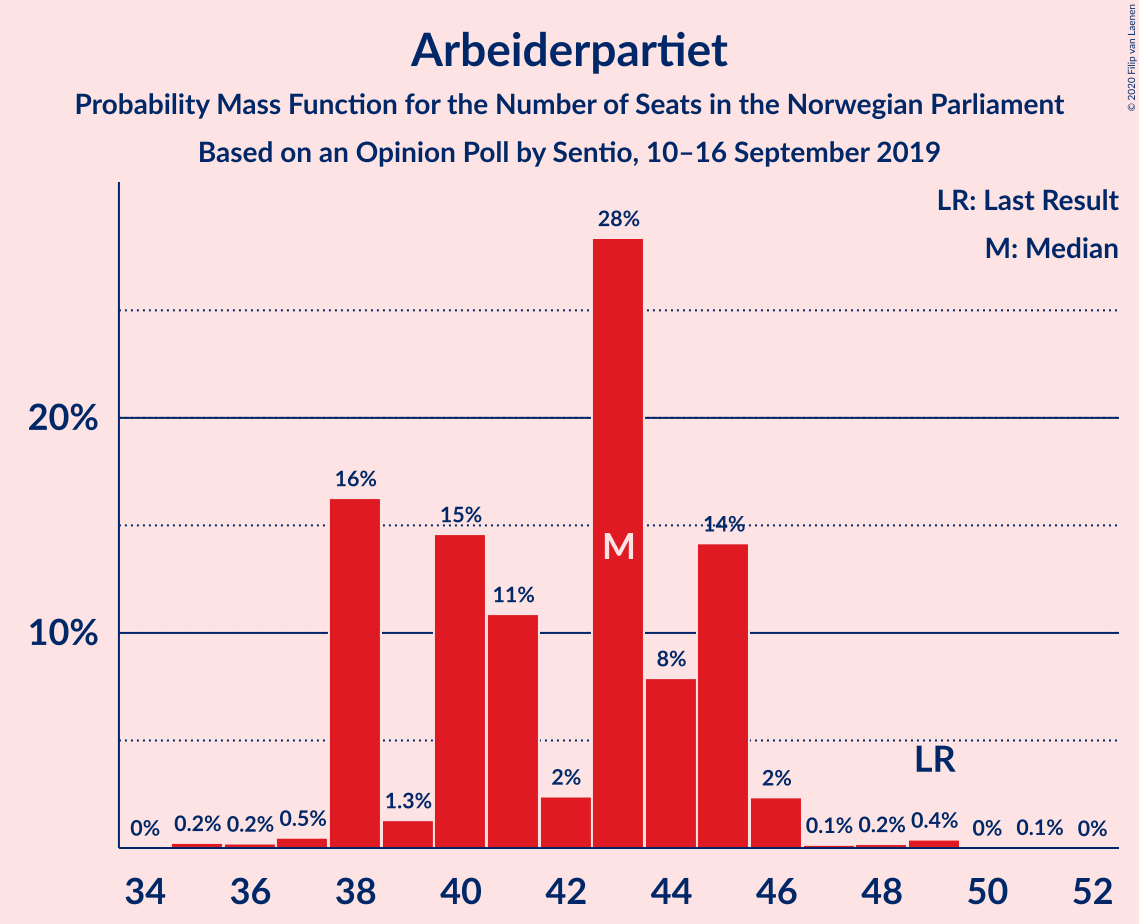 Arbeiderpartiet
Probability Mass Function for the Number of Seats in the Norwegian Parliament
Based on an Opinion Poll by Sentio, 10–16 September 2019
© 2020 Filip van Laenen
LR: Last Result
M: Median
20%
10%
0%
0.2%
0.2%
0.5%
16%
1.3%
15%
11%
2%
28%
M
8%
14%
2%
0.1%
0.2%
LR
0.4%
0%
0.1%
0%
34 36 38 40 42 44 46 48 50 52